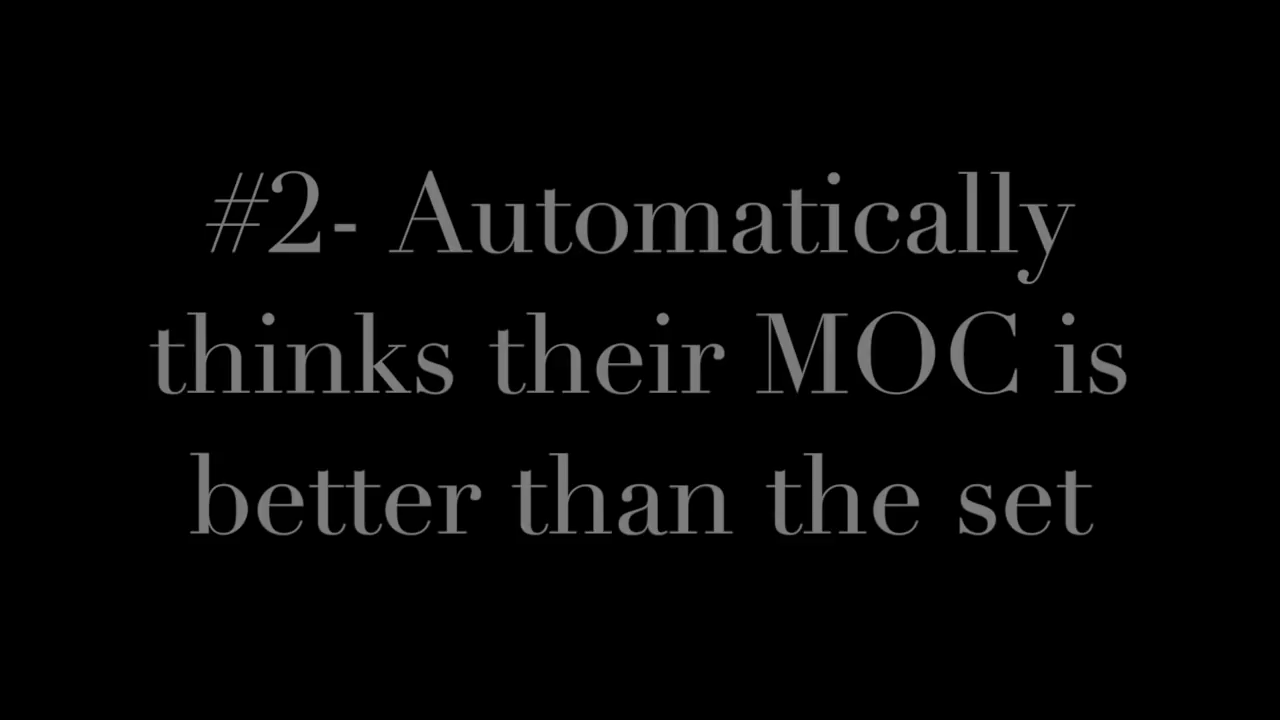 #2- Automatically
thinks their MOC is
better than the set